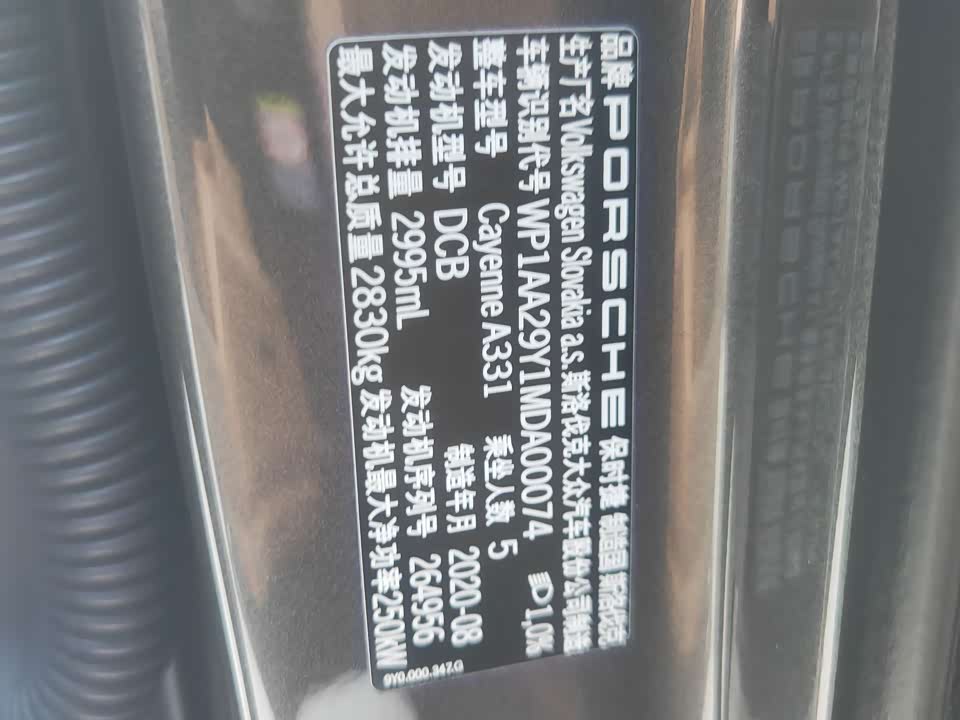 品牌 PORSCHE 保时捷 制造国 斯洛伐克
生产厂名 Volkswagen Slovakia a.s. 斯洛伐克大众汽车股份公司制造
车辆识别代号 WP1AA29Y1MDA00074 1,0%
整车型号 Cayenne A331 乘坐人数 5
发动机型号 DCB 制造年月 2020-08
发动机排量 2995mL 发动机序列号 264956
最大允许总质量 2830kg 发动机最大净功率250kW
9Y0.000.347.G